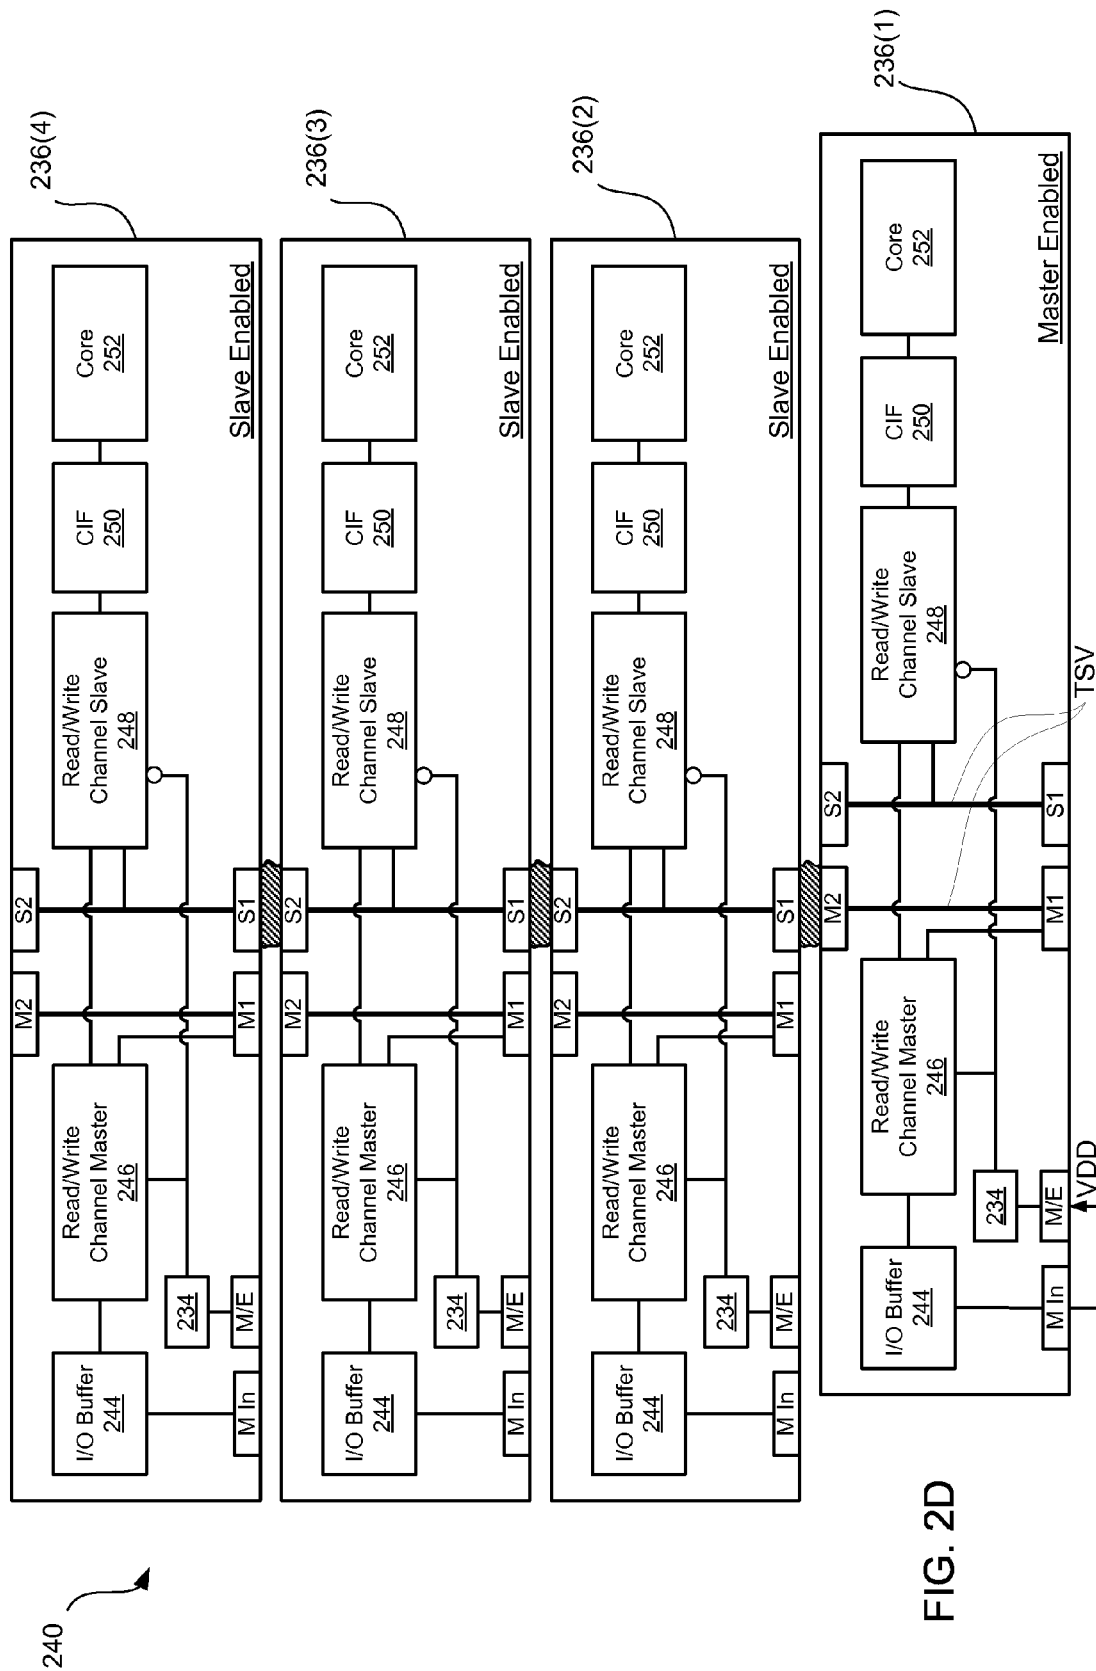 240
236(4)
I/O Buffer
244
Read/Write
Channel Master
246
M2
S2
Read/Write
Channel Slave
248
CIF
250
Core
252
234
M In
M/E
M1
S1
Slave Enabled
236(3)
I/O Buffer
244
Read/Write
Channel Master
246
M2
S2
Read/Write
Channel Slave
248
CIF
250
Core
252
234
M In
M/E
M1
S1
Slave Enabled
236(2)
I/O Buffer
244
Read/Write
Channel Master
246
M2
S2
Read/Write
Channel Slave
248
CIF
250
Core
252
234
M In
M/E
M1
S1
Slave Enabled
236(1)
I/O Buffer
244
Read/Write
Channel Master
246
M2
S2
Read/Write
Channel Slave
248
CIF
250
Core
252
234
M In
M/E
M1
S1
Master Enabled
VDD
TSV
FIG. 2D